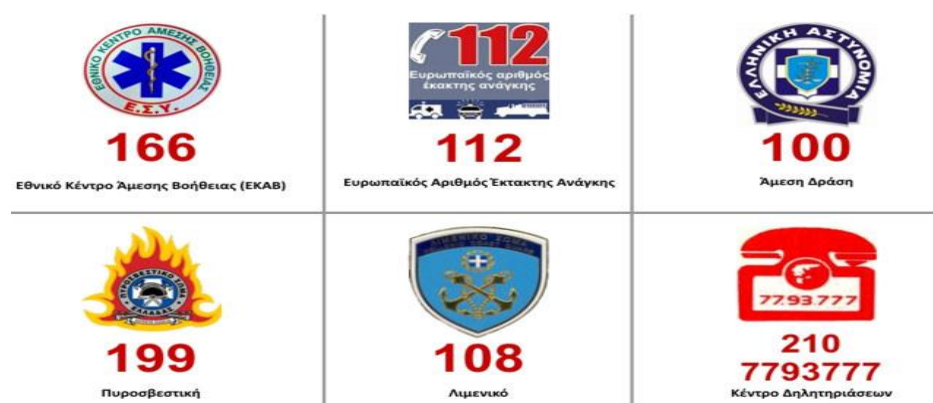 ΕΘΝΙΚΟ ΚΕΝΤΡΟ ΑΜΕΣΗΣ ΒΟΗΘΕΙΑΣ
Ε.Σ.Υ.
166
Εθνικό Κέντρο Άμεσης Βοήθειας (ΕΚΑΒ)
112
Ευρωπαϊκός αριθμός
έκακτης ανάγκης
112
Ευρωπαϊκός Αριθμός Έκτακτης Ανάγκης
ΕΛΛΗΝΙΚΗ ΑΣΤΥΝΟΜΙΑ
100
Άμεση Δράση
ΠΥΡΟΣΒΕΣΤΙΚΟ ΣΩΜΑ
199
Πυροσβεστική
ΛΙΜΕΝΙΚΟ ΣΩΜΑ
108
Λιμενικό
77.93.777
210
7793777
Κέντρο Δηλητηριάσεων